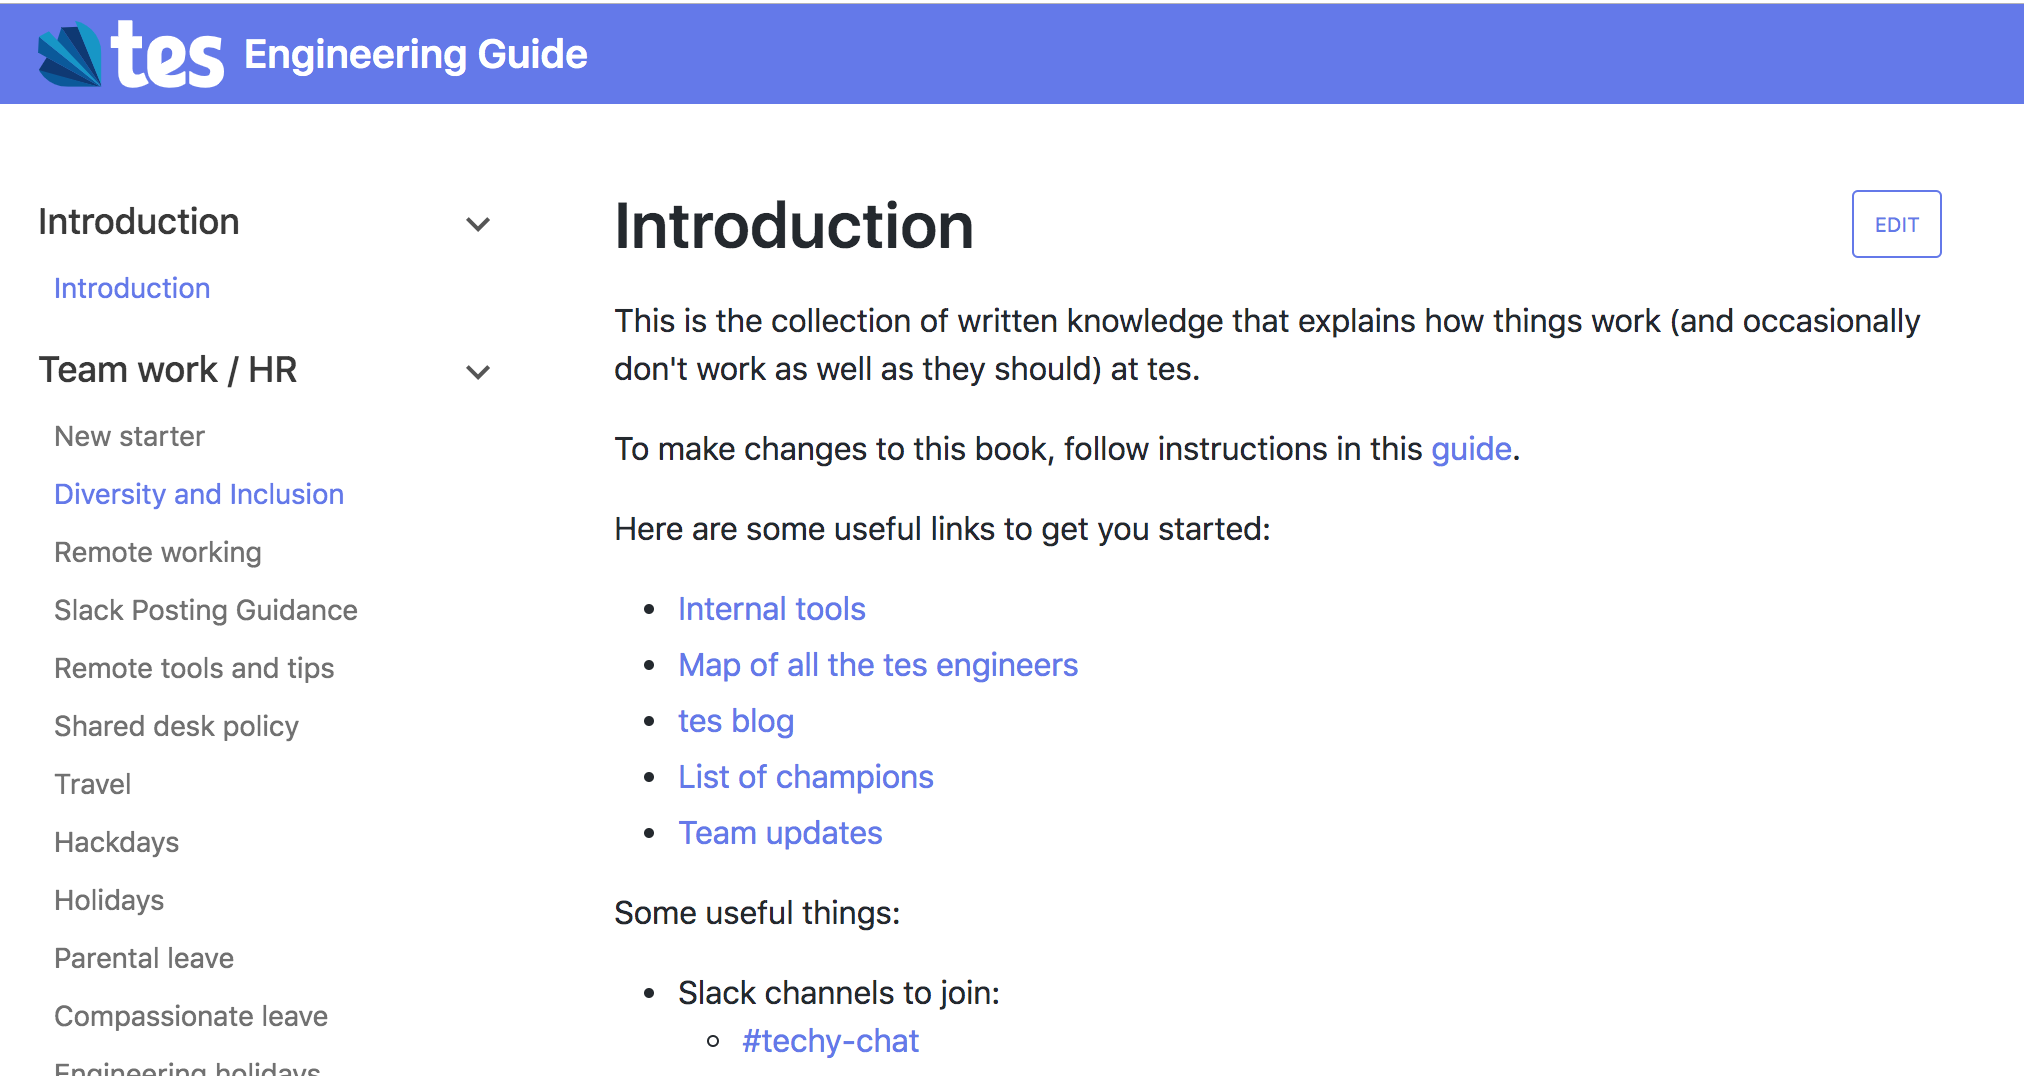 tes Engineering Guide
Introduction
Introduction
Team work / HR
New starter
Diversity and Inclusion
Remote working
Slack Posting Guidance
Remote tools and tips
Shared desk policy
Travel
Hackdays
Holidays
Parental leave
Compassionate leave
Engineering holidays
Introduction
EDIT
This is the collection of written knowledge that explains how things work (and occasionally
don't work as well as they should) at tes.
To make changes to this book, follow instructions in this guide.
Here are some useful links to get you started:
Internal tools
Map of all the tes engineers
tes blog
List of champions
Team updates
Some useful things:
Slack channels to join:
#techy-chat